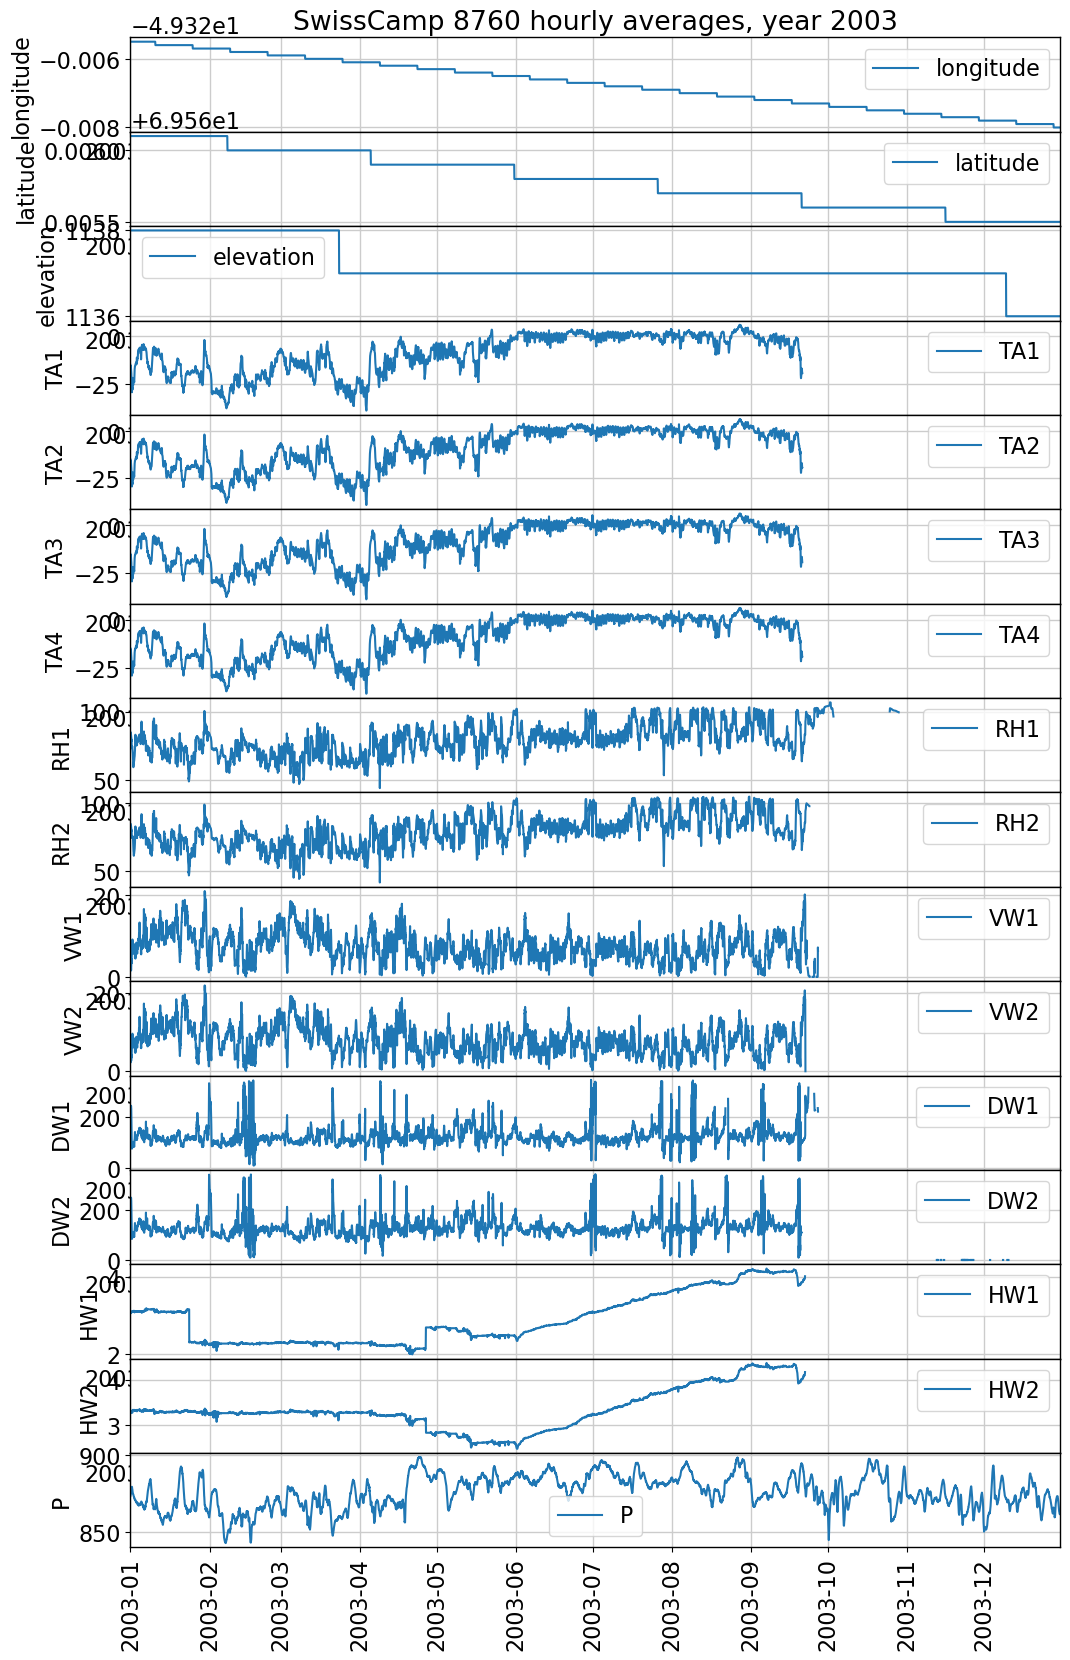 SwissCamp 8760 hourly averages, year 2003
−4.932e1
−0.006
−0.008
longitude
longitude
+6.956e1
0.0060
0.0055
latitude
latitude
1138
1136
elevation
elevation
0
−25
TA1
TA1
0
−25
TA2
TA2
0
−25
TA3
TA3
0
−25
TA4
TA4
100
50
RH1
RH1
100
50
RH2
RH2
20
0
VW1
VW1
20
0
VW2
VW2
200
0
DW1
DW1
200
0
DW2
DW2
4
2
HW1
HW1
4
3
HW2
HW2
900
850
P
P
2003-01
2003-02
2003-03
2003-04
2003-05
2003-06
2003-07
2003-08
2003-09
2003-10
2003-11
2003-12